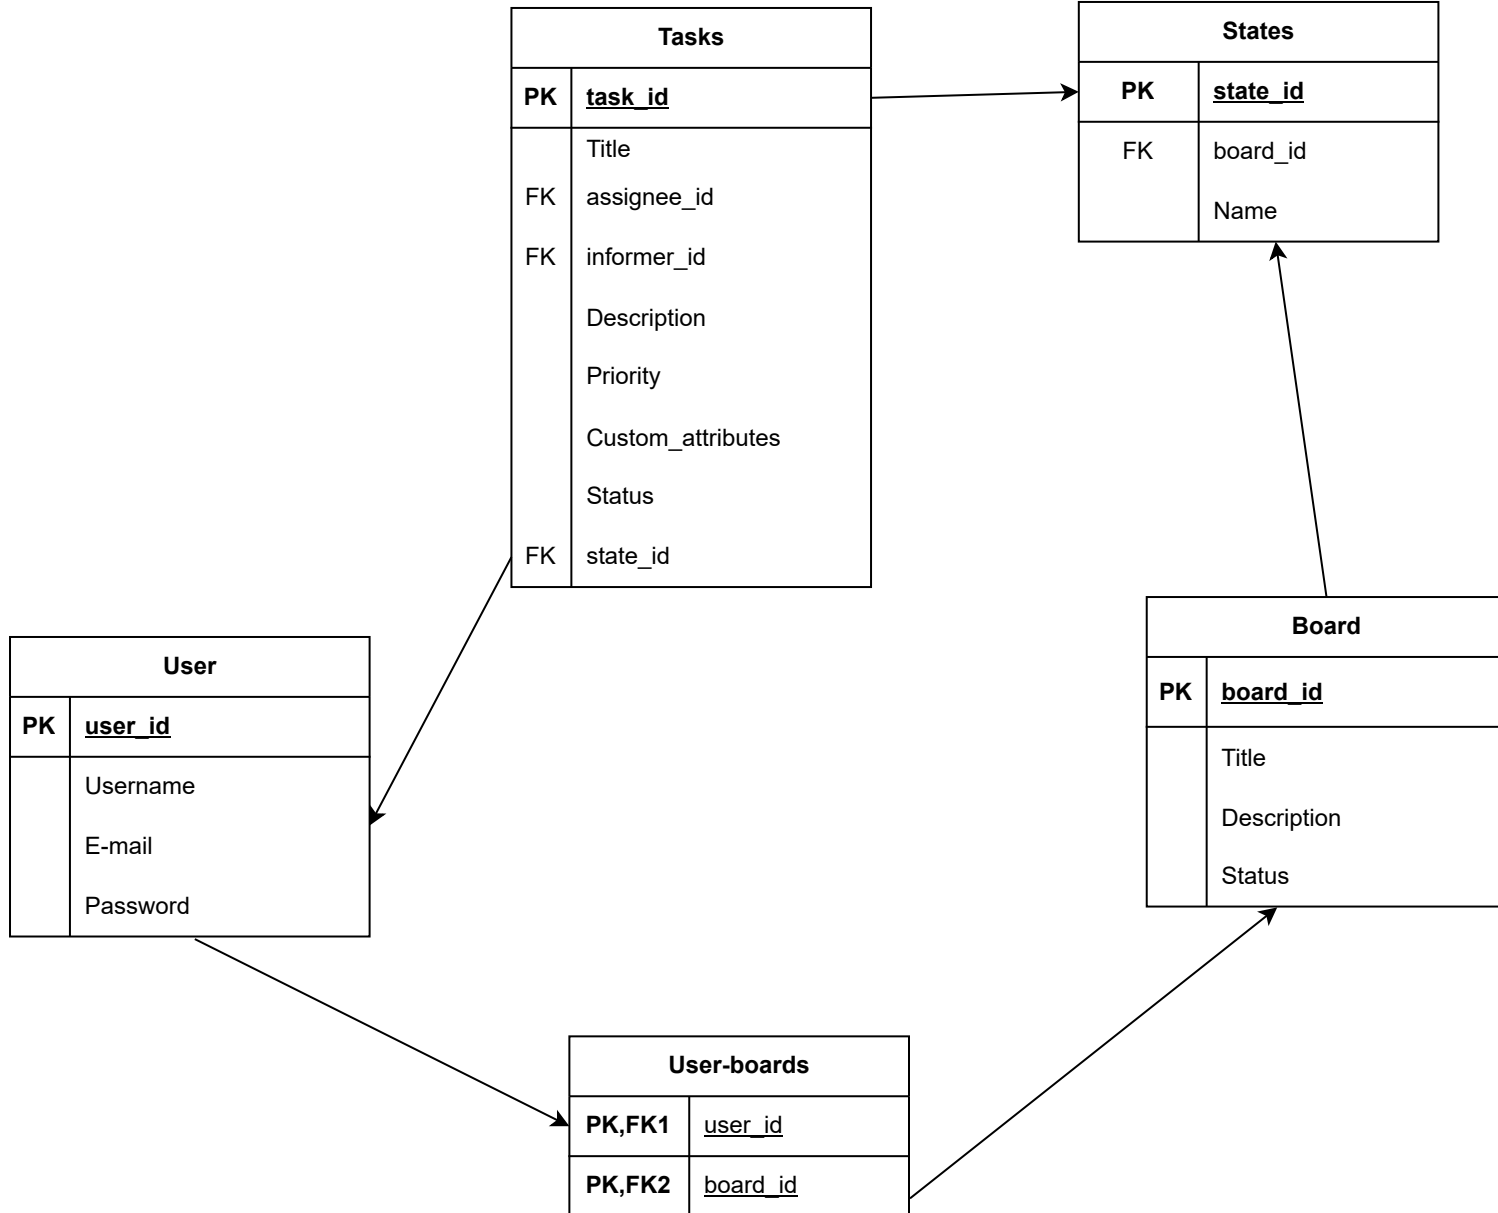 Tasks
PK task_id
Title
FK assignee_id
FK informer_id
Description
Priority
Custom_attributes
Status
FK state_id
States
PK state_id
FK board_id
Name
User
PK user_id
Username
E-mail
Password
Board
PK board_id
Title
Description
Status
User-boards
PK,FK1 user_id
PK,FK2 board_id